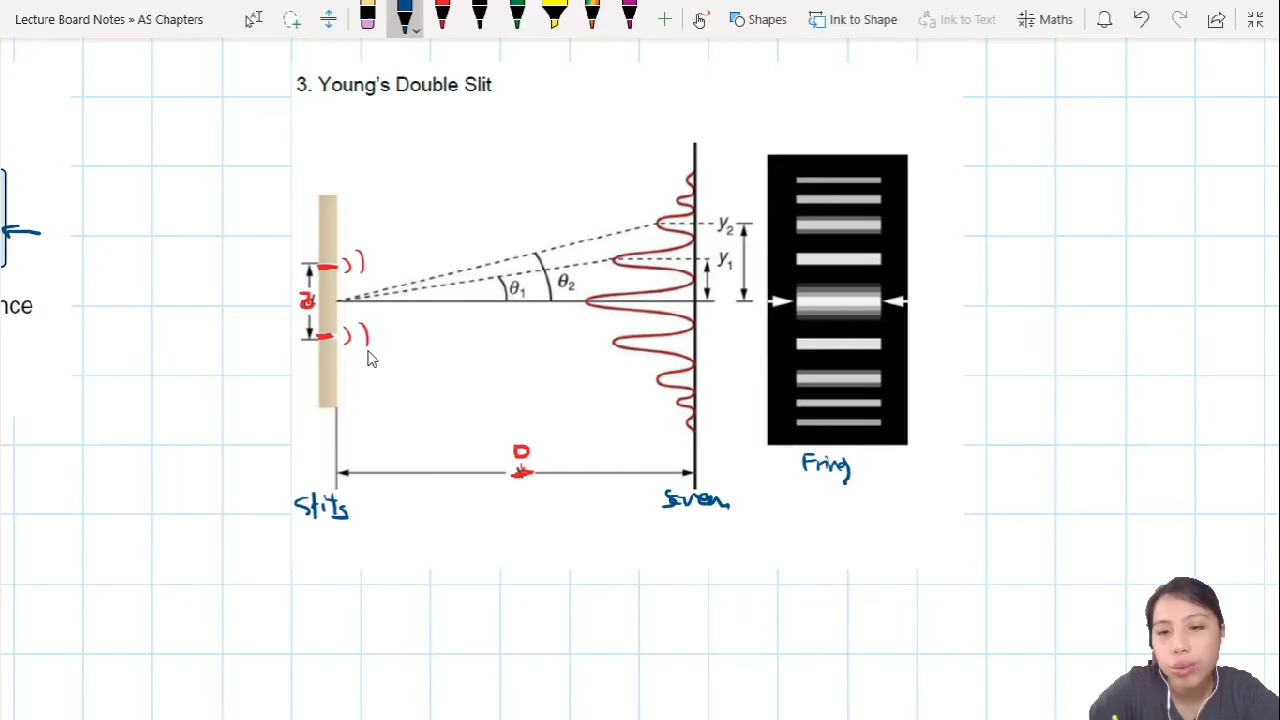 Lecture Board Notes » AS Chapters
Shapes
Ink to Shape
Ink to Text
Maths
3. Young's Double Slit
nce
y2
y1
θ1
θ2
a
D
Slits
Screen
Fring